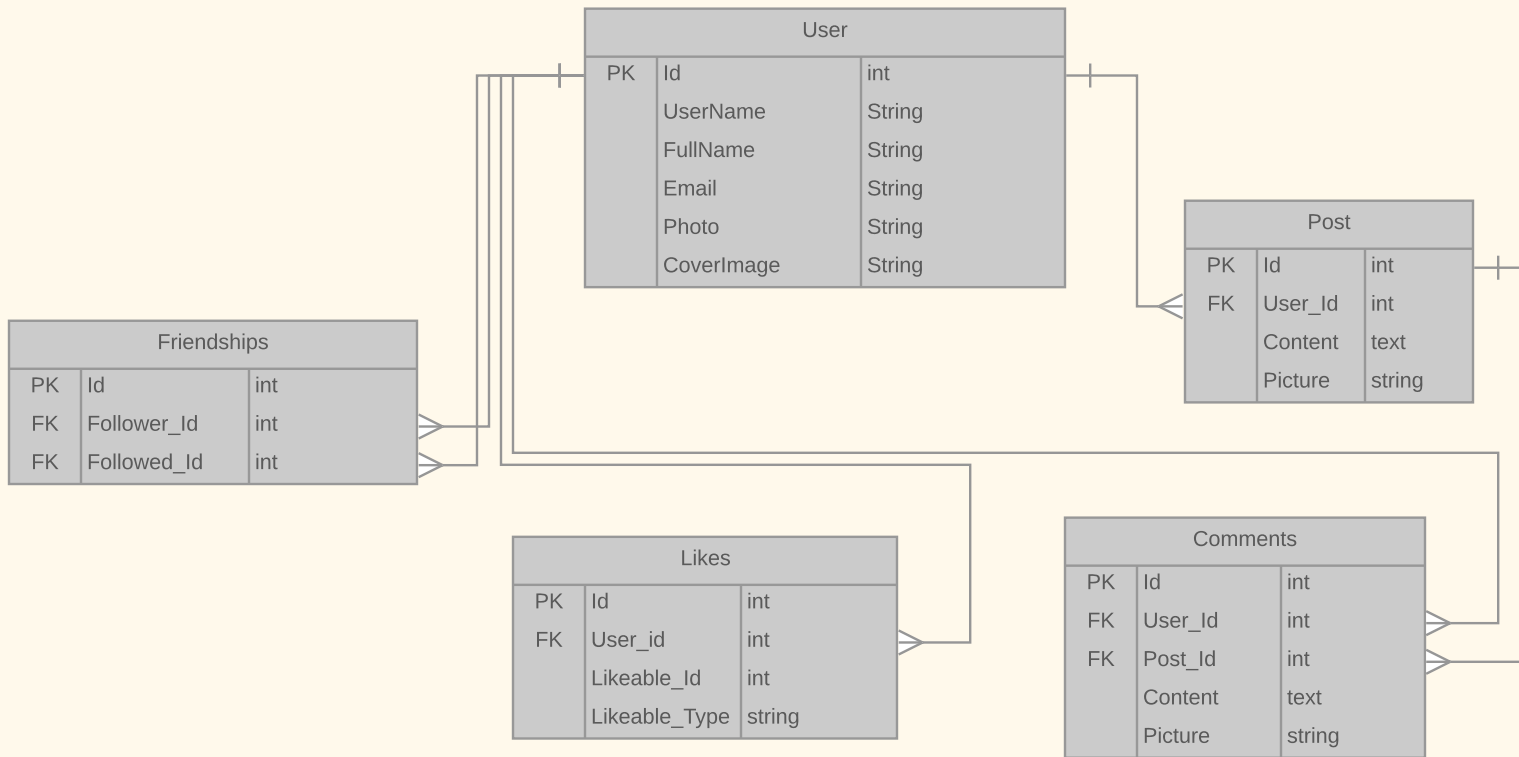 User
PK Id int
UserName String
FullName String
Email String
Photo String
CoverImage String
Post
PK Id int
FK User_Id int
Content text
Picture string
Friendships
PK Id int
FK Follower_Id int
FK Followed_Id int
Likes
PK Id int
FK User_id int
Likeable_Id int
Likeable_Type string
Comments
PK Id int
FK User_Id int
FK Post_Id int
Content text
Picture string